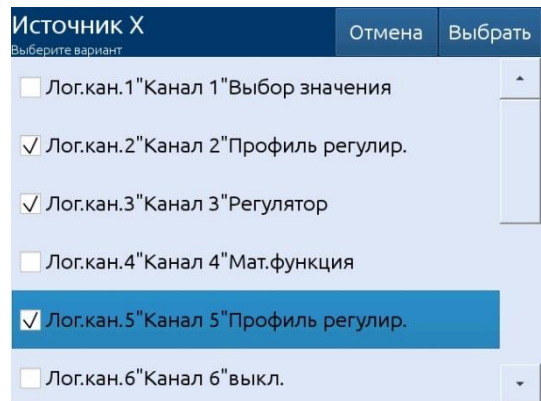 Источник X
Выберите вариант
Отмена
Выбрать
Лог.кан.1"Канал 1"Выбор значения
Лог.кан.2"Канал 2"Профиль регулир.
Лог.кан.3"Канал 3"Регулятор
Лог.кан.4"Канал 4"Мат.функция
Лог.кан.5"Канал 5"Профиль регулир.
Лог.кан.6"Канал 6"выкл.